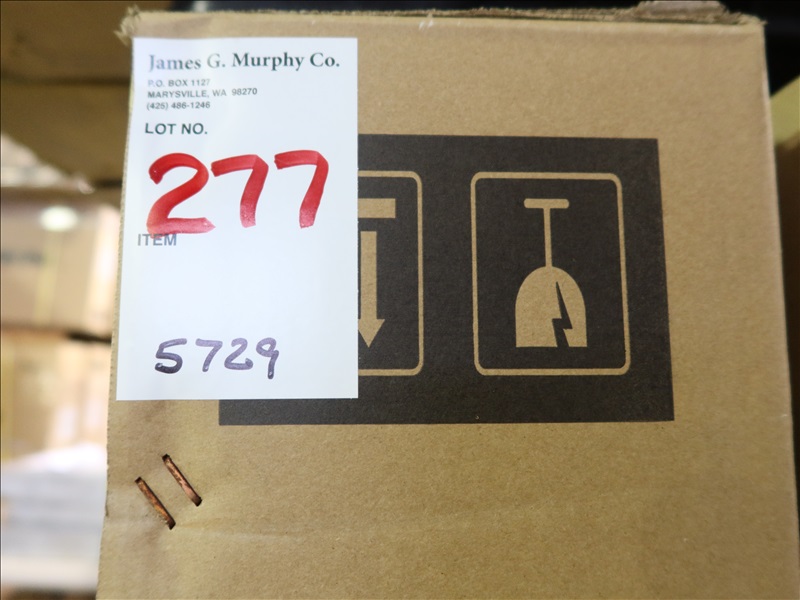 James G. Murphy Co.
P.O. BOX 1127
MARYSVILLE, WA 98270
(425) 486-1246
LOT NO.
277
ITEM
5729